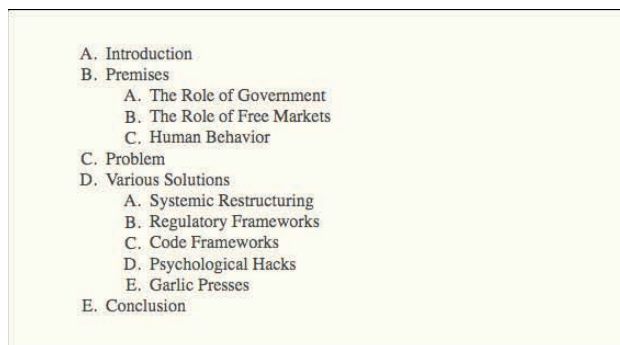 A. Introduction
B. Premises
A. The Role of Government
B. The Role of Free Markets
C. Human Behavior
C. Problem
D. Various Solutions
A. Systemic Restructuring
B. Regulatory Frameworks
C. Code Frameworks
D. Psychological Hacks
E. Garlic Presses
E. Conclusion